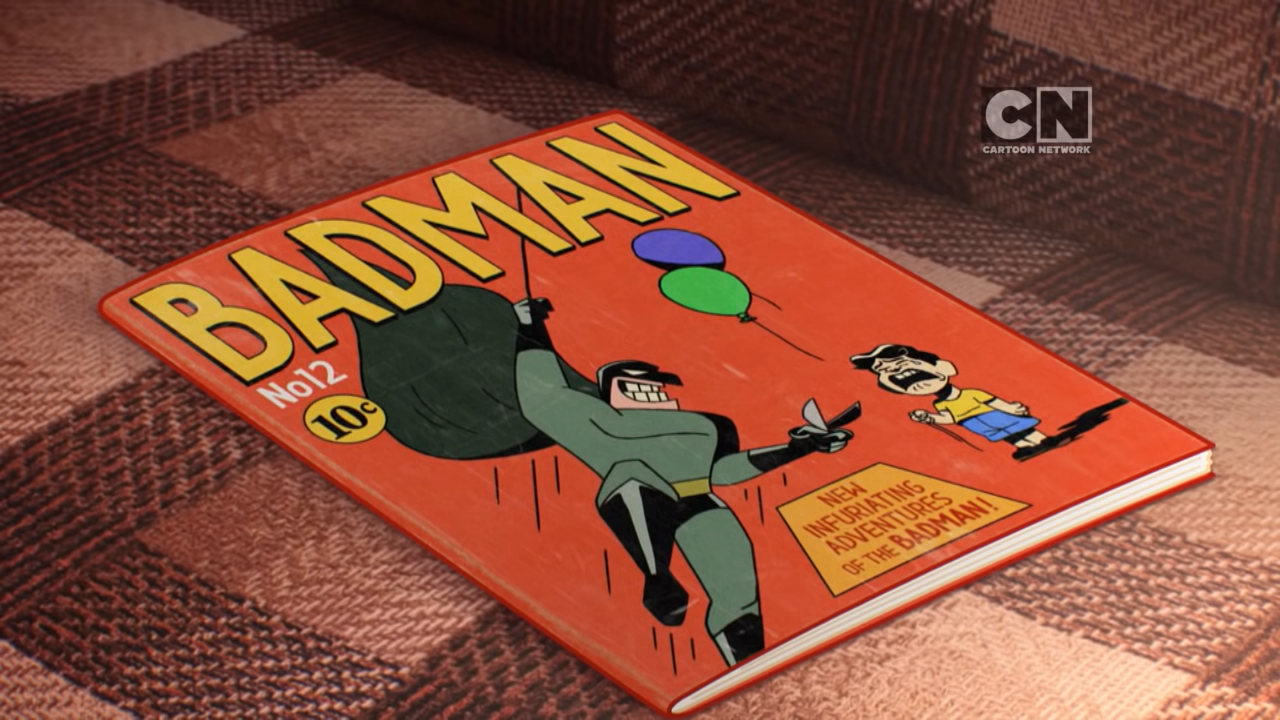 BADMAN
No12
10c
NEW
INFURIATING
ADVENTURES
OF THE BADMAN!
CN
CARTOON NETWORK